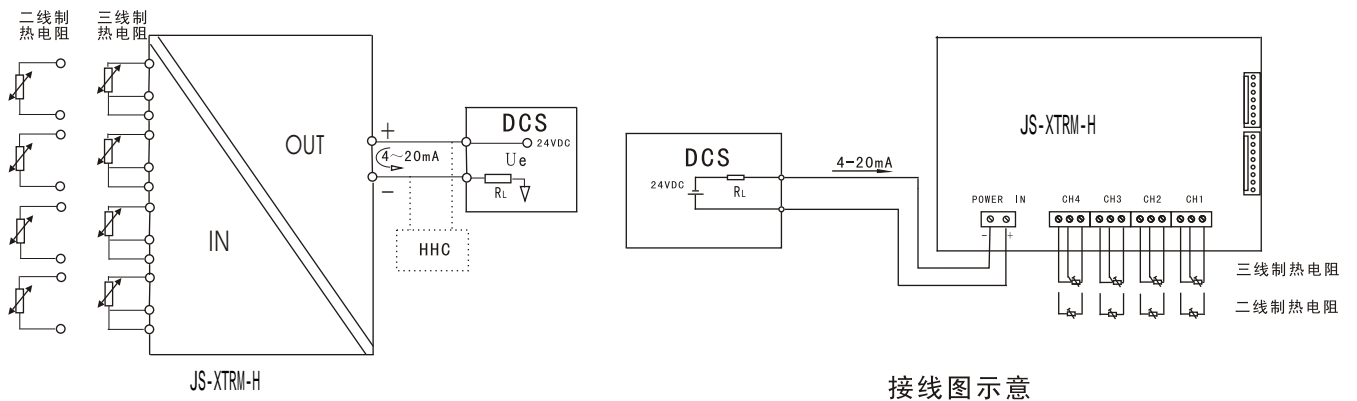 二线制
热电阻
三线制
热电阻
OUT
IN
JS-XTRM-H
+
4～20mA
−
HHC
DCS
24VDC
Ue
RL
DCS
24VDC
RL
4-20mA
JS-XTRM-H
POWER IN
CH4 CH3 CH2 CH1
− +
三线制热电阻
二线制热电阻
接线图示意